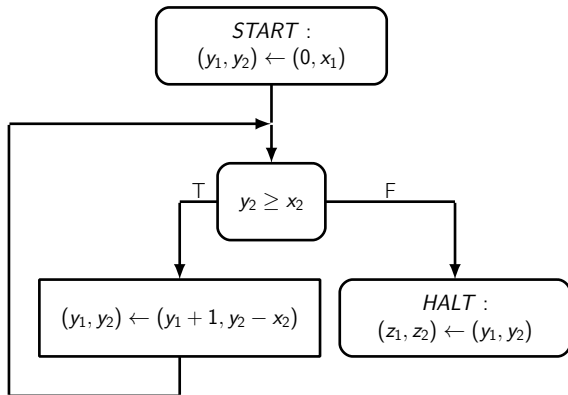 START :
(y₁, y₂) ← (0, x₁)
y₂ ≥ x₂
T
F
(y₁, y₂) ← (y₁ + 1, y₂ − x₂)
HALT :
(z₁, z₂) ← (y₁, y₂)